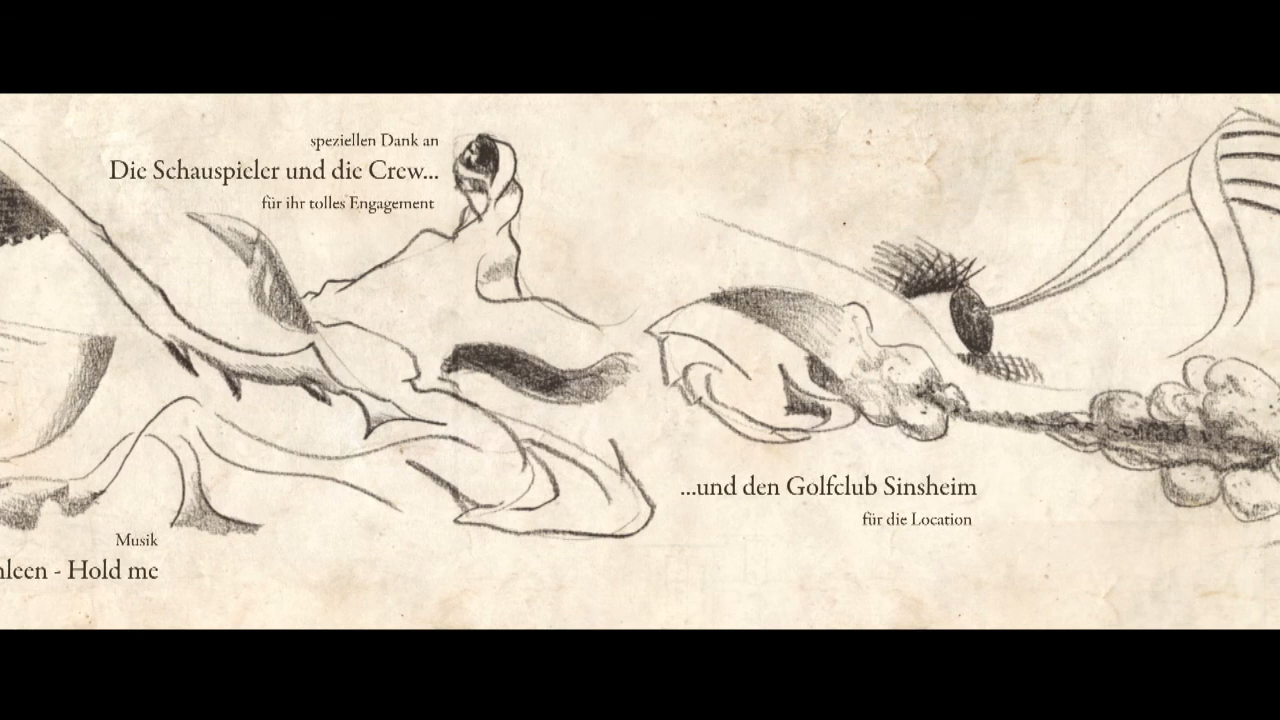 speziellen Dank an
Die Schauspieler und die Crew...
für ihr tolles Engagement
...und den Golfclub Sinsheim
für die Location
Musik
- Hold me